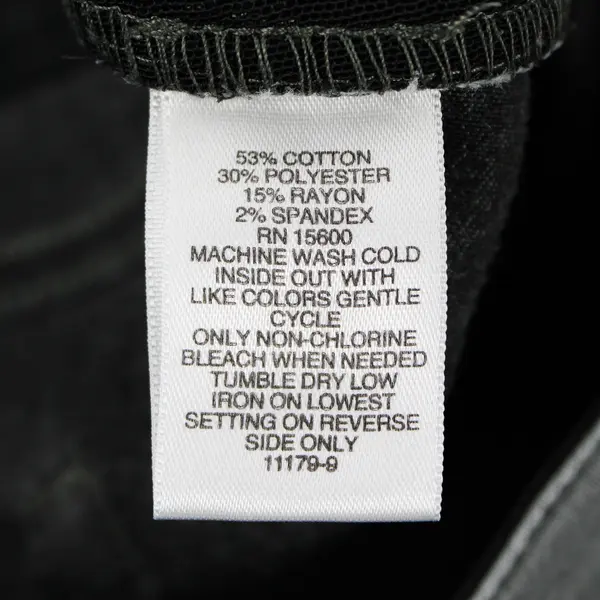 53% COTTON
30% POLYESTER
15% RAYON
2% SPANDEX
RN 15600
MACHINE WASH COLD
INSIDE OUT WITH
LIKE COLORS GENTLE
CYCLE
ONLY NON-CHLORINE
BLEACH WHEN NEEDED
TUMBLE DRY LOW
IRON ON LOWEST
SETTING ON REVERSE
SIDE ONLY
11179-9